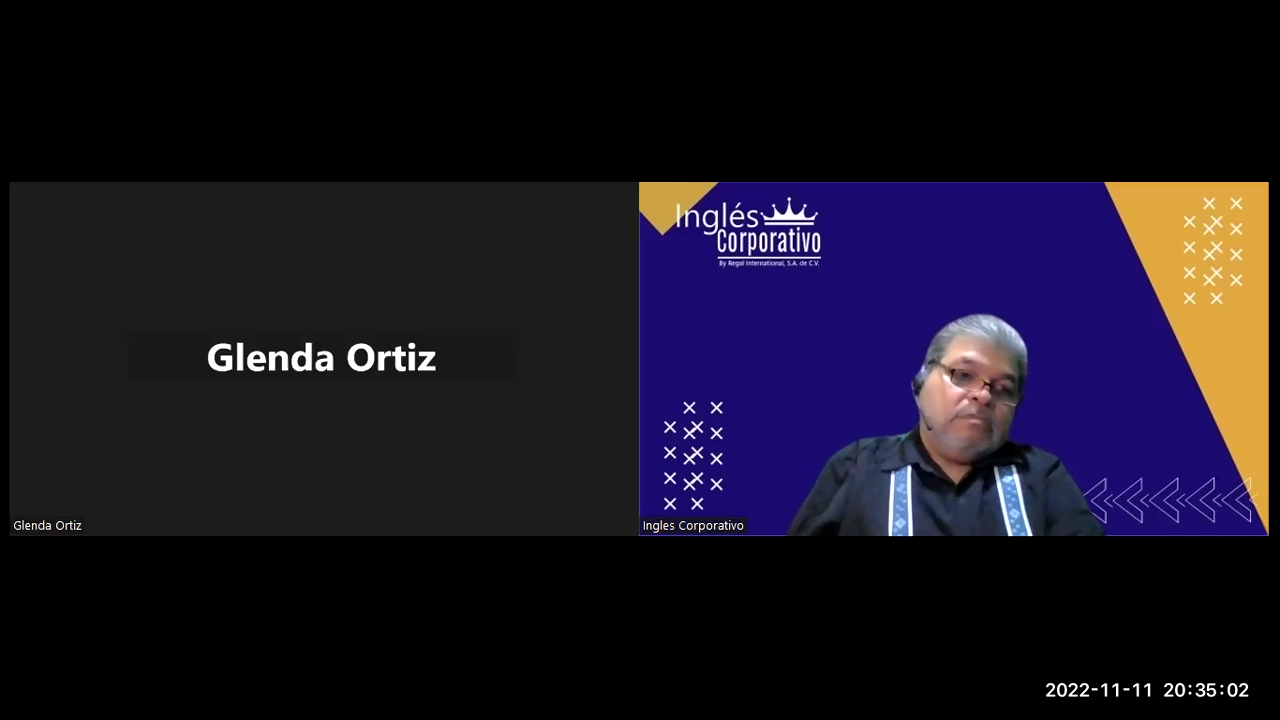 Glenda Ortiz
Glenda Ortiz
Inglés
Corporativo
By Regal International, S.A. de C.V.
Ingles Corporativo
2022-11-11 20:35:02